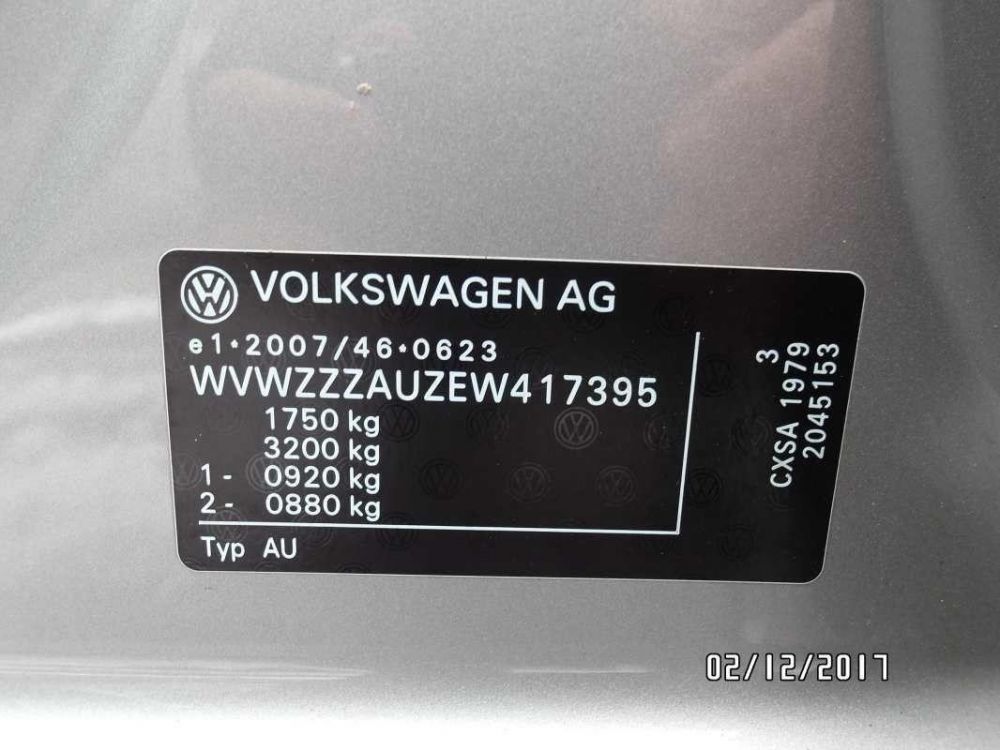 VOLKSWAGEN AG
e1*2007/46*0623
WVWZZZAUZEW417395
1750 kg
3200 kg
1- 0920 kg
2- 0880 kg
Typ AU
3
CXSA 1979
2045153
02/12/2017